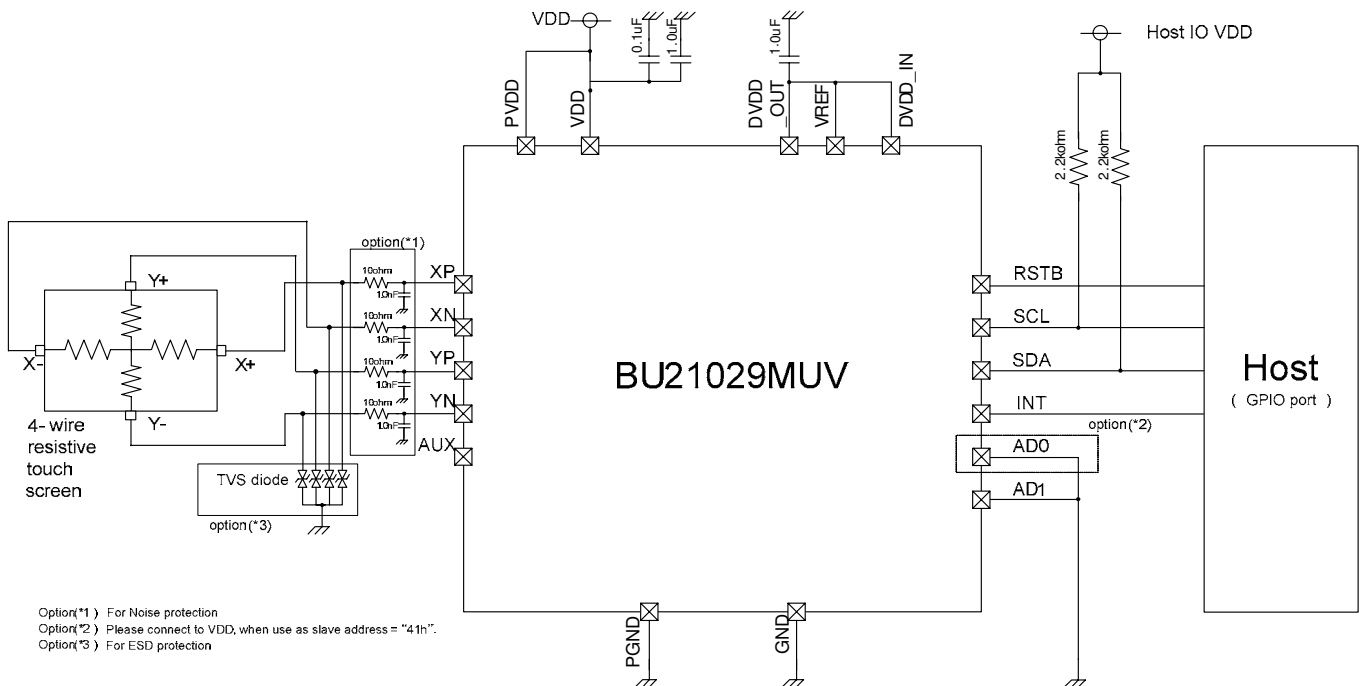 VDD
0.1uF
1.0uF
1.0uF
Host IO VDD
PVDD
VDD
DVDD
_OUT
VREF
DVDD_IN
2.2kohm
2.2kohm
option(*1)
10ohm
1.0nF
XP
10ohm
1.0nF
XN
10ohm
1.0nF
YP
10ohm
1.0nF
YN
AUX
Y+
X-
X+
Y-
4-wire
resistive
touch
screen
TVS diode
option(*3)
BU21029MUV
RSTB
SCL
SDA
INT
option(*2)
AD0
AD1
Host
( GPIO port )
PGND
GND
Option(*1 ) For Noise protection
Option(*2 ) Please connect to VDD, when use as slave address = "41h".
Option(*3 ) For ESD protection